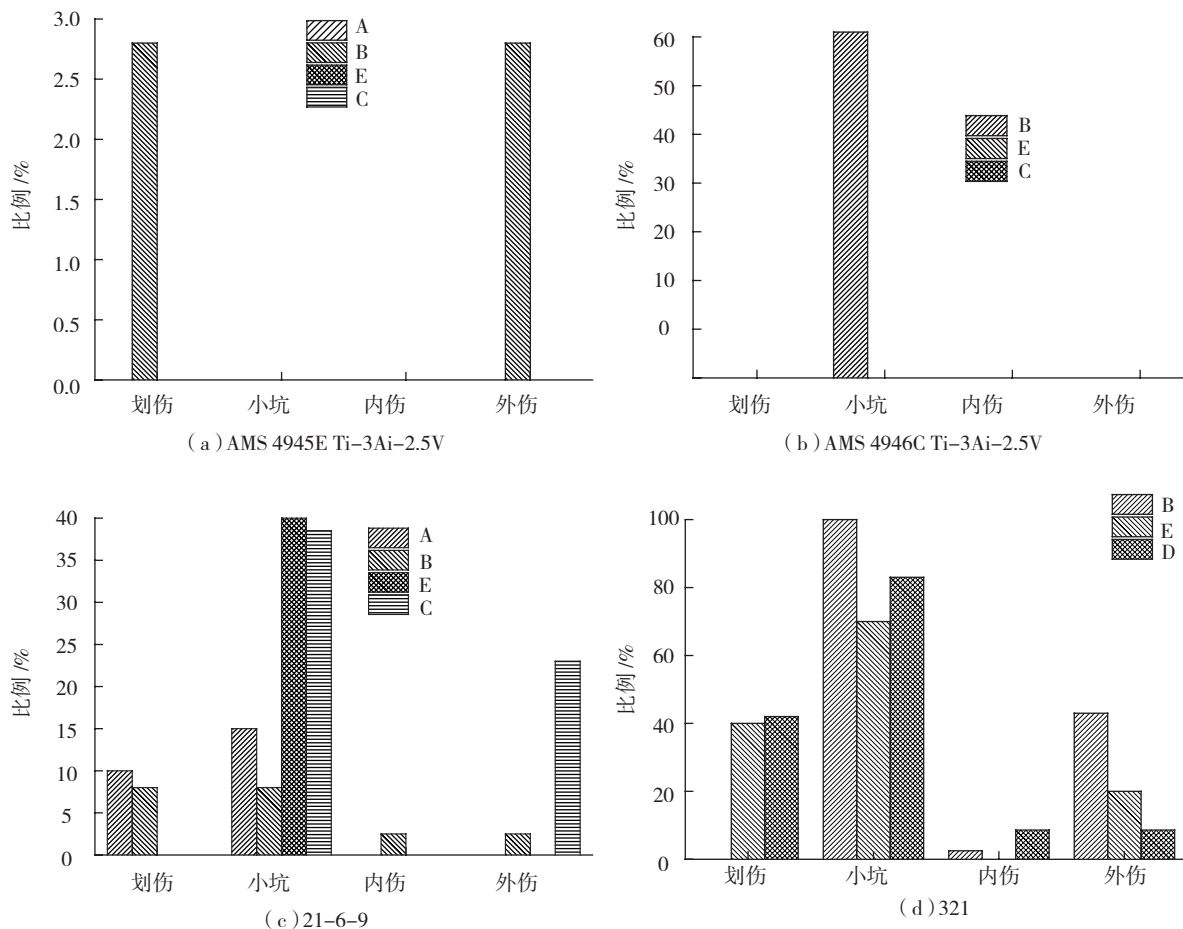 3.0
2.5
2.0
1.5
1.0
0.5
0.0
比例/%
A
B
E
C
划伤 小坑 内伤 外伤
(a)AMS 4945E Ti-3Ai-2.5V
60
50
40
30
20
10
0
比例/%
B
E
C
划伤 小坑 内伤 外伤
(b)AMS 4946C Ti-3Ai-2.5V
40
35
30
25
20
15
10
5
0
比例/%
A
B
E
C
划伤 小坑 内伤 外伤
(c)21-6-9
100
80
60
40
20
0
比例/%
B
E
D
划伤 小坑 内伤 外伤
(d)321